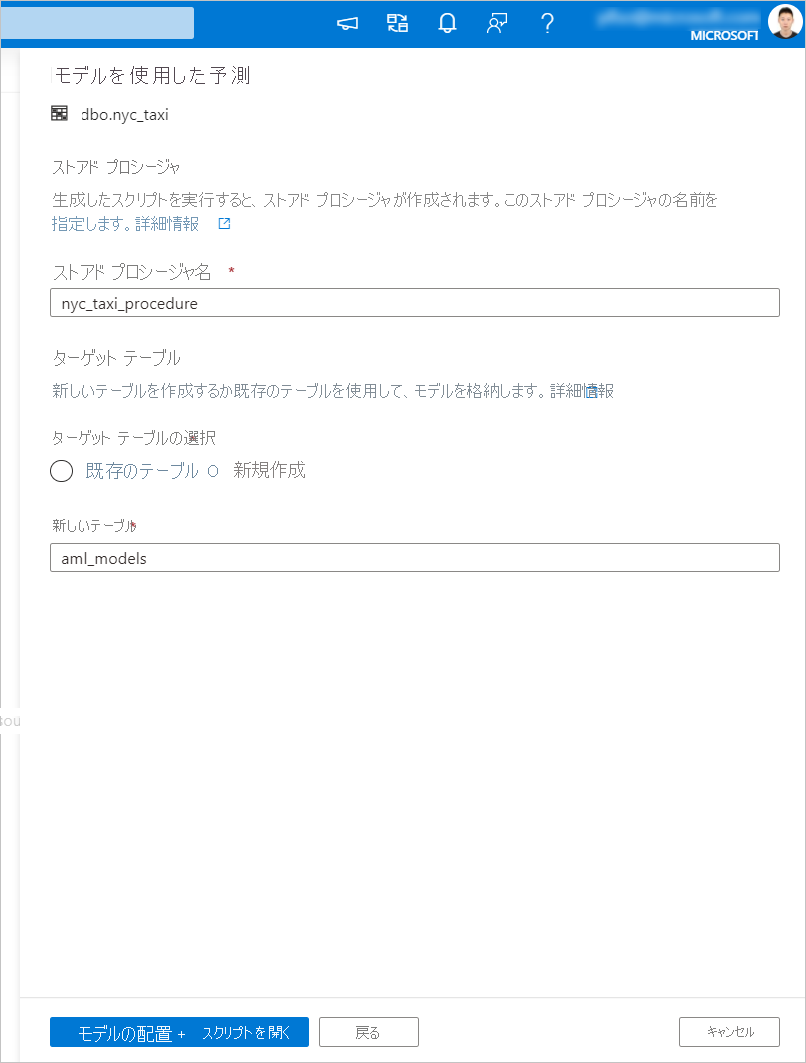 MICROSOFT
モデルを使用した予測
dbo.nyc_taxi
ストアド プロシージャ
生成したスクリプトを実行すると、ストアド プロシージャが作成されます。このストアド プロシージャの名前を
指定します。詳細情報
ストアド プロシージャ名 *
nyc_taxi_procedure
ターゲット テーブル
新しいテーブルを作成するか既存のテーブルを使用して、モデルを格納します。詳細情報
ターゲット テーブルの選択
既存のテーブル O 新規作成
新しいテーブル*
aml_models
モデルの配置 + スクリプトを開く 戻る キャンセル